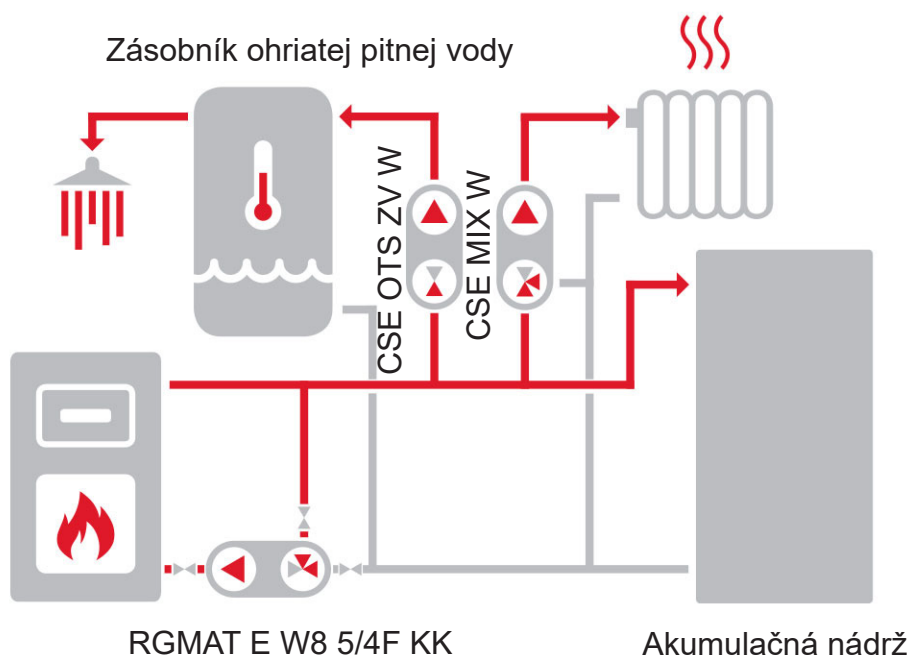 Zásobník ohriatej pitnej vody
CSE OTS ZV W
CSE MIX W
RGMAT E W8 5/4F KK
Akumulačná nádrž